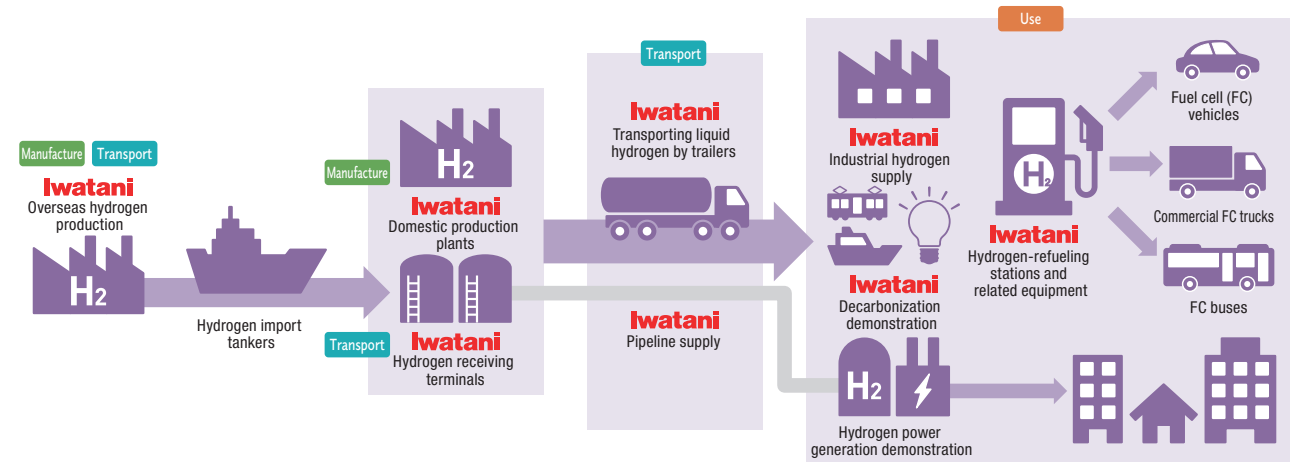 Manufacture
Transport
Iwatani
Overseas hydrogen
production
H2
Hydrogen import
tankers
Manufacture
H2
Iwatani
Domestic production
plants
Transport
Iwatani
Hydrogen receiving
terminals
Transport
Iwatani
Transporting liquid
hydrogen by trailers
Iwatani
Pipeline supply
Use
Iwatani
Industrial hydrogen
supply
Iwatani
Decarbonization
demonstration
H2
Hydrogen power
generation demonstration
H2
Iwatani
Hydrogen-refueling
stations and
related equipment
Fuel cell (FC)
vehicles
Commercial FC trucks
FC buses